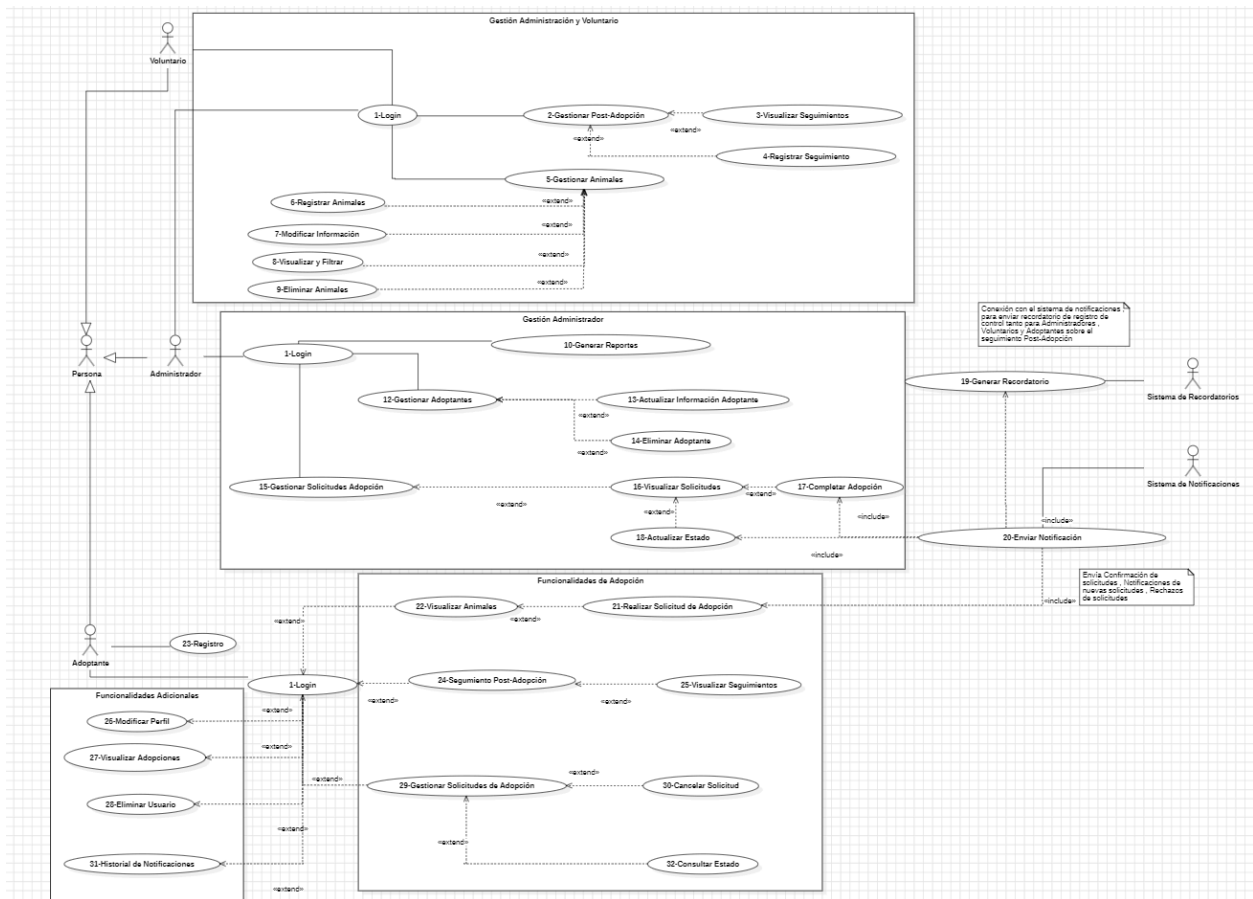 Gestión Administración y Voluntario
Voluntario
1-Login
2-Gestionar Post-Adopción
3-Visualizar Seguimientos
«extend»
«extend»
4-Registrar Seguimiento
5-Gestionar Animales
6-Registrar Animales
«extend»
7-Modificar Información
«extend»
8-Visualizar y Filtrar
«extend»
9-Eliminar Animales
«extend»
Conexión con el sistema de notificaciones
para enviar recordatorio de registro de
control tanto para Administradores ,
Voluntarios y Adoptantes sobre el
seguimiento Post-Adopción
Gestión Administrador
Persona
Administrador
1-Login
10-Generar Reportes
19-Generar Recordatorio
Sistema de Recordatorios
12-Gestionar Adoptantes
13-Actualizar Información Adoptante
«extend»
14-Eliminar Adoptante
«extend»
15-Gestionar Solicitudes Adopción
«extend»
16-Visualizar Solicitudes
«extend»
17-Completar Adopción
Sistema de Notificaciones
«extend»
«include»
«include»
18-Actualizar Estado
«include»
20-Enviar Notificación
Envía Confirmación de
solicitudes , Notificaciones de
nuevas solicitudes , Rechazos
de solicitudes
«include»
Funcionalidades de Adopción
22-Visualizar Animales
«extend»
21-Realizar Solicitud de Adopción
«extend»
Adoptante
23-Registro
1-Login
24-Segumiento Post-Adopción
25-Visualizar Seguimientos
«extend»
«extend»
Funcionalidades Adicionales
«extend»
26-Modificar Perfil
«extend»
27-Visualizar Adopciones
«extend»
29-Gestionar Solicitudes de Adopción
«extend»
30-Cancelar Solicitud
28-Eliminar Usuario
«extend»
«extend»
31-Historial de Notificaciones
32-Consultar Estado
«extend»